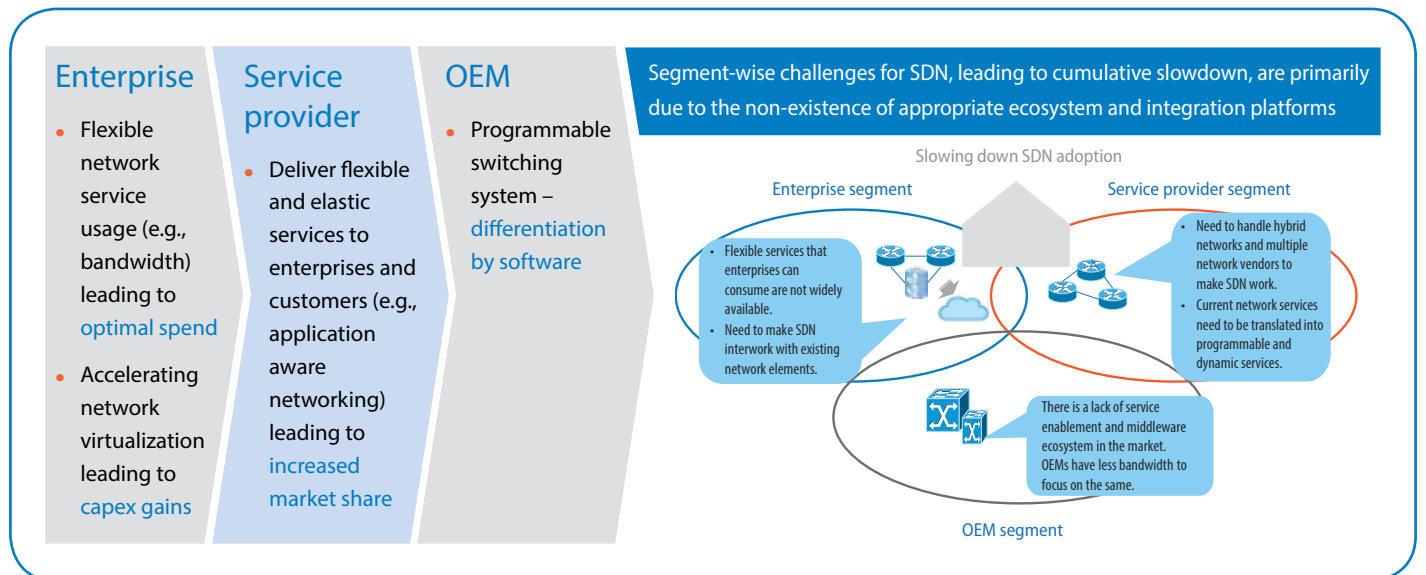 Enterprise
• Flexible
network
service
usage (e.g.,
bandwidth)
leading to
optimal spend
• Accelerating
network
virtualization
leading to
capex gains
Service
provider
• Deliver flexible
and elastic
services to
enterprises and
customers (e.g.,
application
aware
networking)
leading to
increased
market share
OEM
• Programmable
switching
system –
differentiation
by software
Segment-wise challenges for SDN, leading to cumulative slowdown, are primarily
due to the non-existence of appropriate ecosystem and integration platforms
Slowing down SDN adoption
Enterprise segment
• Flexible services that
enterprises can
consume are not widely
available.
• Need to make SDN
interwork with existing
network elements.
Service provider segment
• Need to handle hybrid
networks and multiple
network vendors to
make SDN work.
• Current network services
need to be translated into
programmable and
dynamic services.
There is a lack of service
enablement and middleware
ecosystem in the market.
OEMs have less bandwidth to
focus on the same.
OEM segment